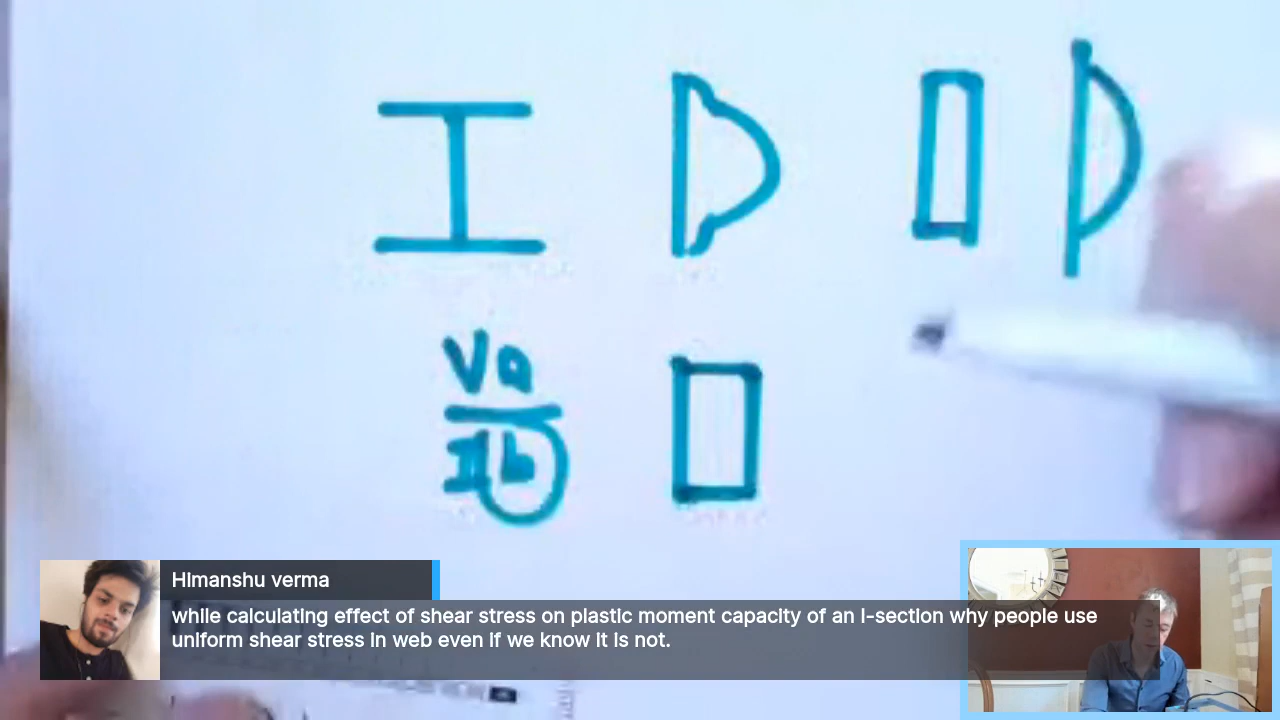 VQ
Ib
HImanshu verma
while calculating effect of shear stress on plastic moment capacity of an I-section why people use
uniform shear stress in web even if we know it is not.